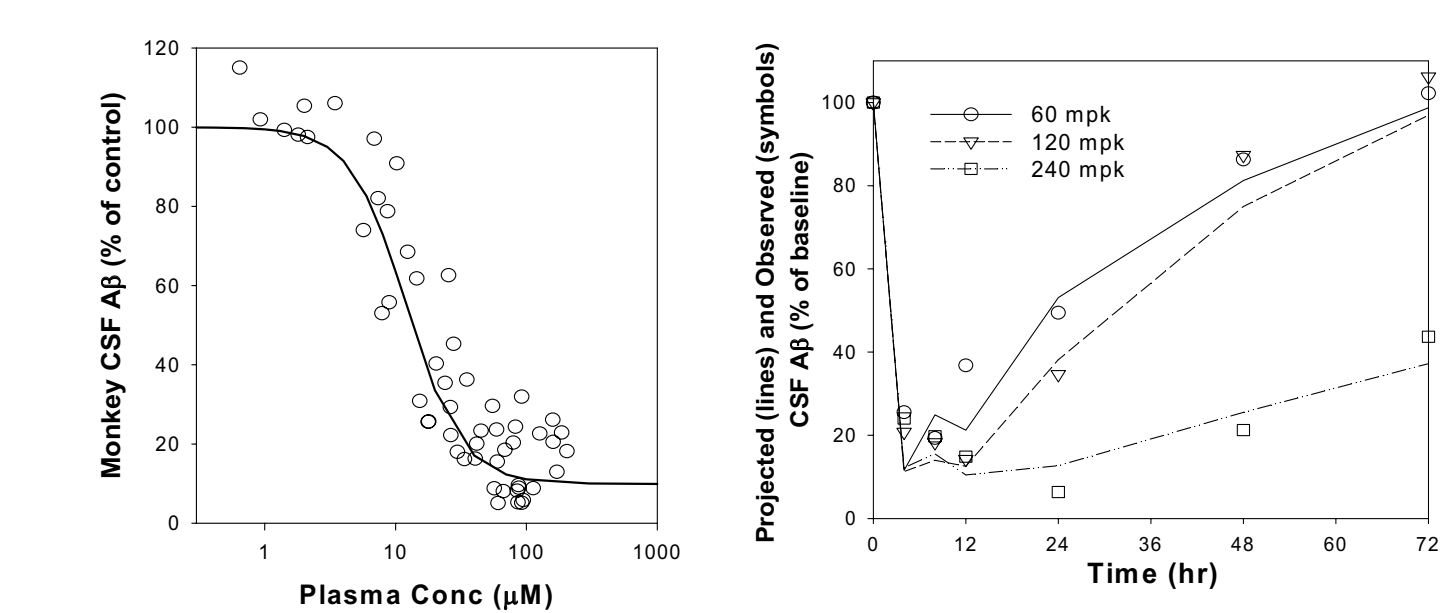 Monkey CSF Aβ (% of control)
120
100
80
60
40
20
0
1 10 100 1000
Plasma Conc (μM)
Projected (lines) and Observed (symbols)
CSF Aβ (% of baseline)
100
80
60
40
20
0
60 mpk
120 mpk
240 mpk
0 12 24 36 48 60 72
Time (hr)